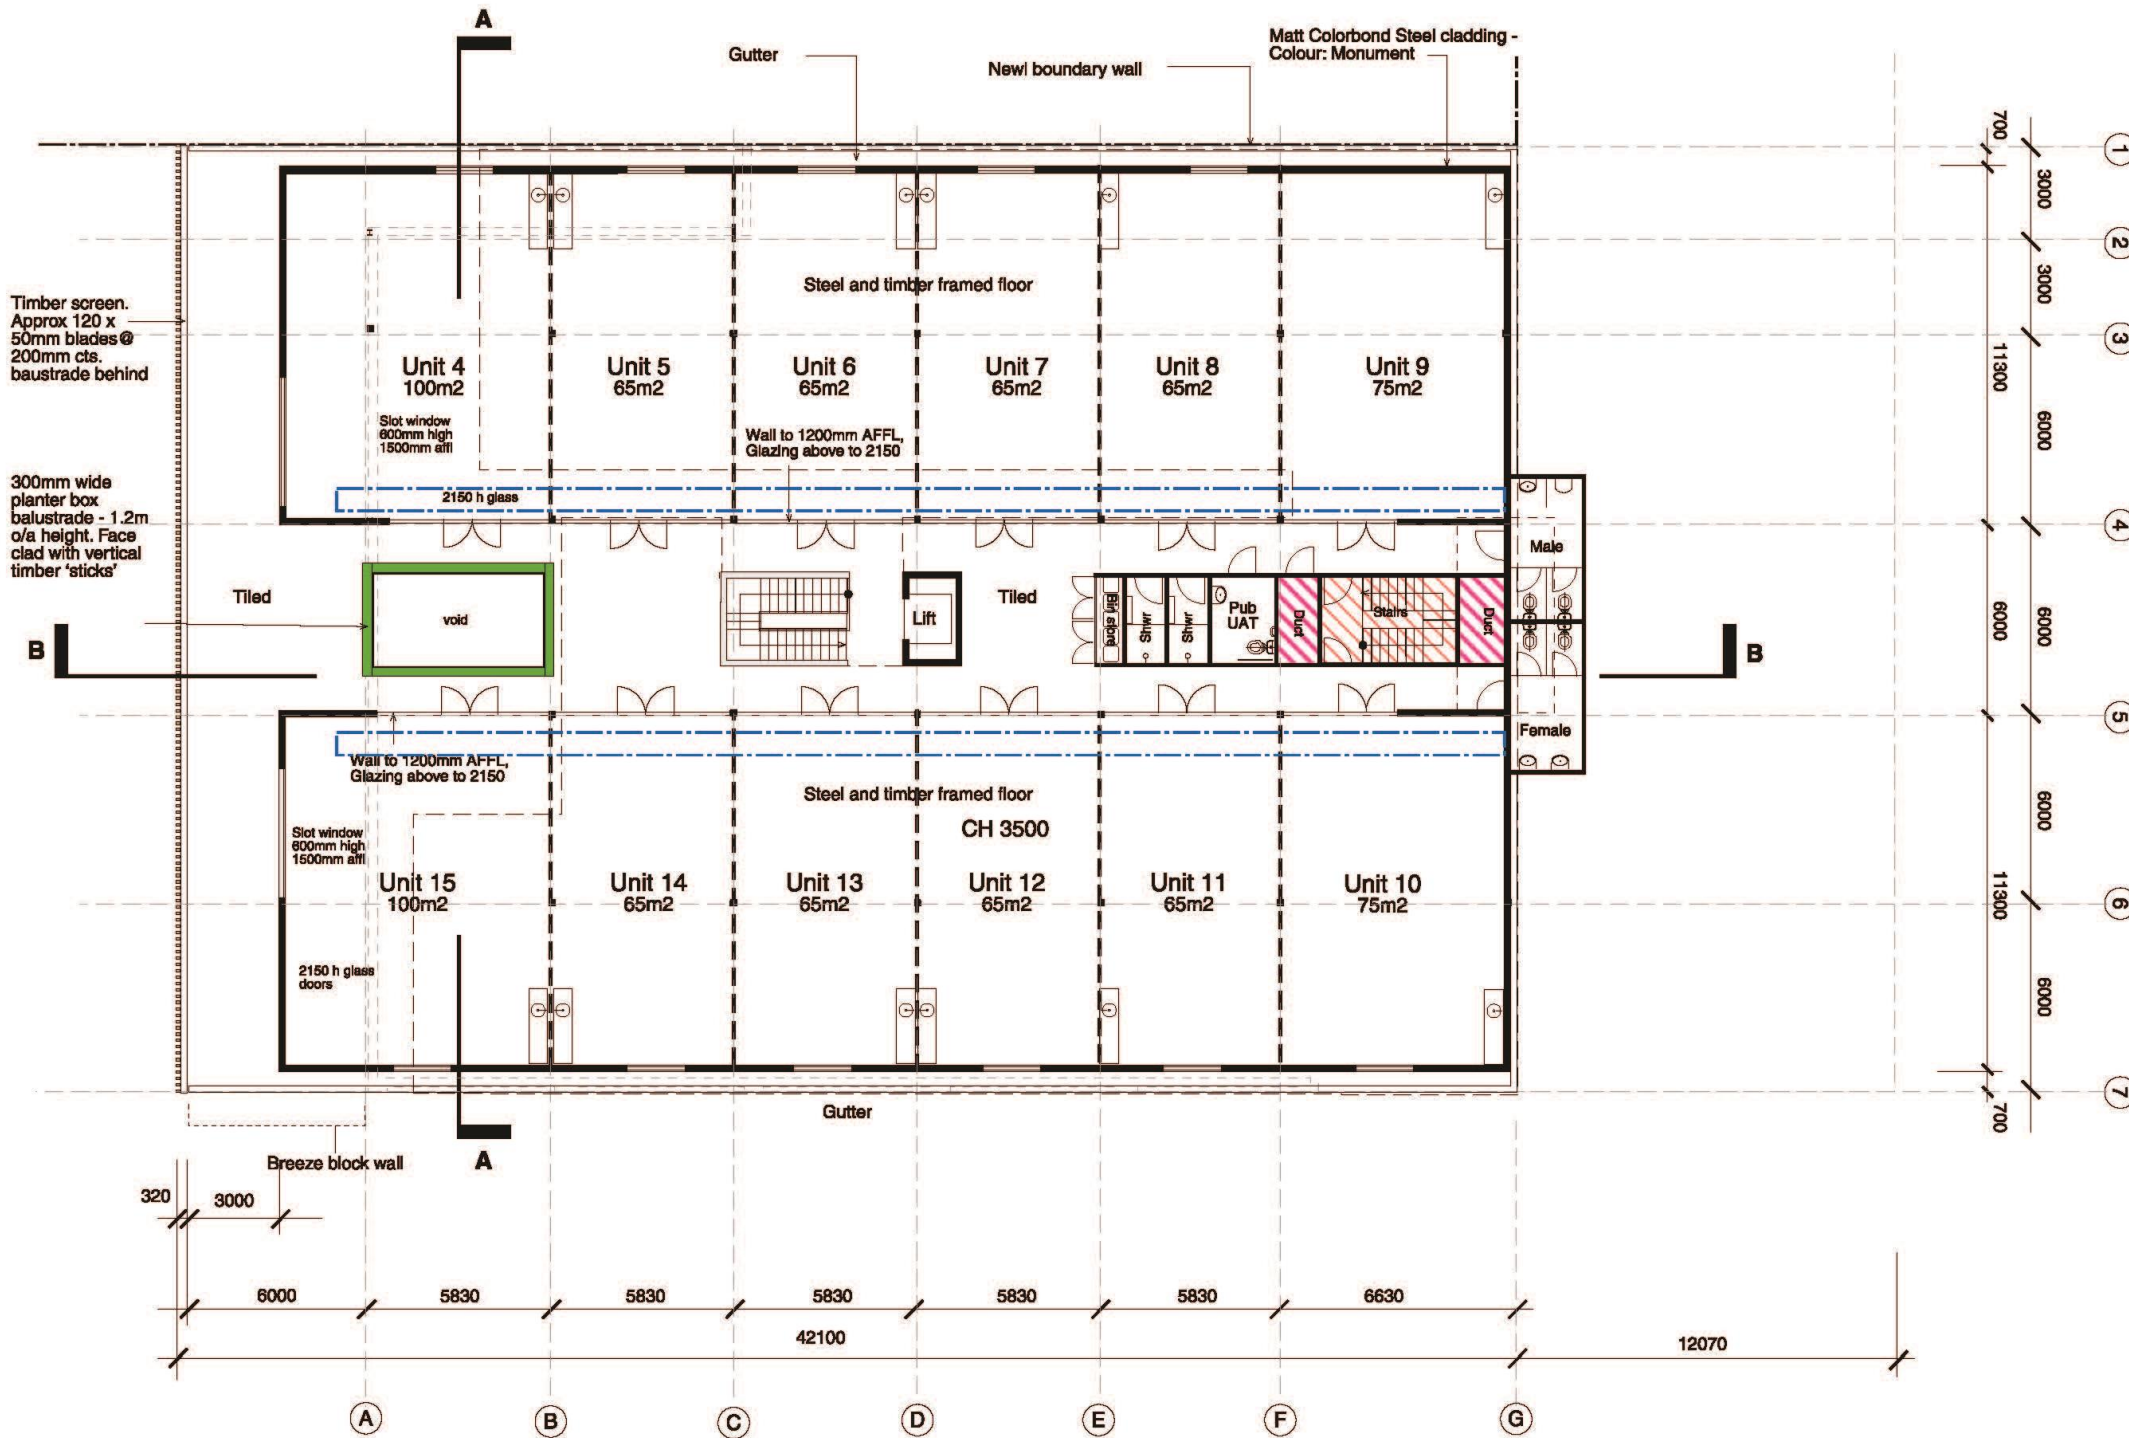 A
Gutter
Newl boundary wall
Matt Colorbond Steel cladding -
Colour: Monument
700
1
3000
2
3000
3
11300
6000
4
6000
6000
5
6000
11300
6
6000
7
700
Timber screen.
Approx 120 x
50mm blades @
200mm cts.
baustrade behind
Steel and timber framed floor
Unit 4
100m2
Unit 5
65m2
Unit 6
65m2
Unit 7
65m2
Unit 8
65m2
Unit 9
75m2
Slot window
600mm high
1500mm affl
Wall to 1200mm AFFL,
Glazing above to 2150
300mm wide
planter box
balustrade - 1.2m
o/a height. Face
clad with vertical
timber ‘sticks’
2150 h glass
Male
Tiled
void
Lift
Tiled
Bin store
Shwr
Shwr
Pub
UAT
Duct
Stairs
Duct
B
B
Female
Wall to 1200mm AFFL,
Glazing above to 2150
Steel and timber framed floor
CH 3500
Slot window
600mm high
1500mm affl
Unit 15
100m2
Unit 14
65m2
Unit 13
65m2
Unit 12
65m2
Unit 11
65m2
Unit 10
75m2
2150 h glass
doors
Gutter
A
Breeze block wall
320
3000
6000
5830
5830
5830
5830
5830
6630
42100
12070
A
B
C
D
E
F
G